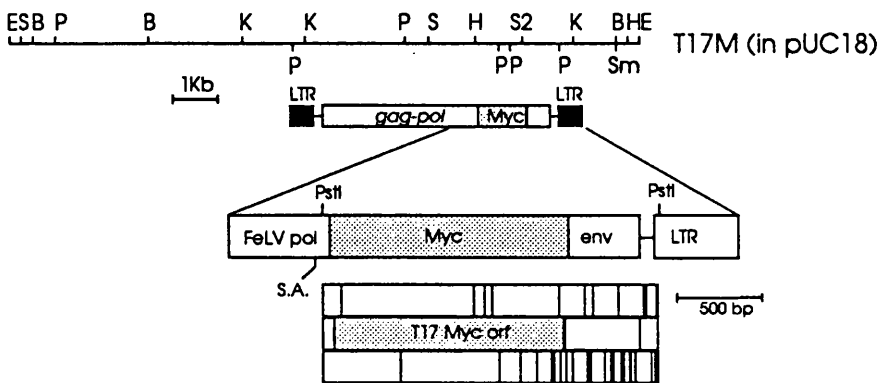 ESB P B K K P S H S2 K B HE
T17M (in pUC18)
P PP P Sm
1Kb
LTR LTR
gag-pol Myc
PstI PstI
FeLV pol Myc env LTR
S.A.
500 bp
T17 Myc orf